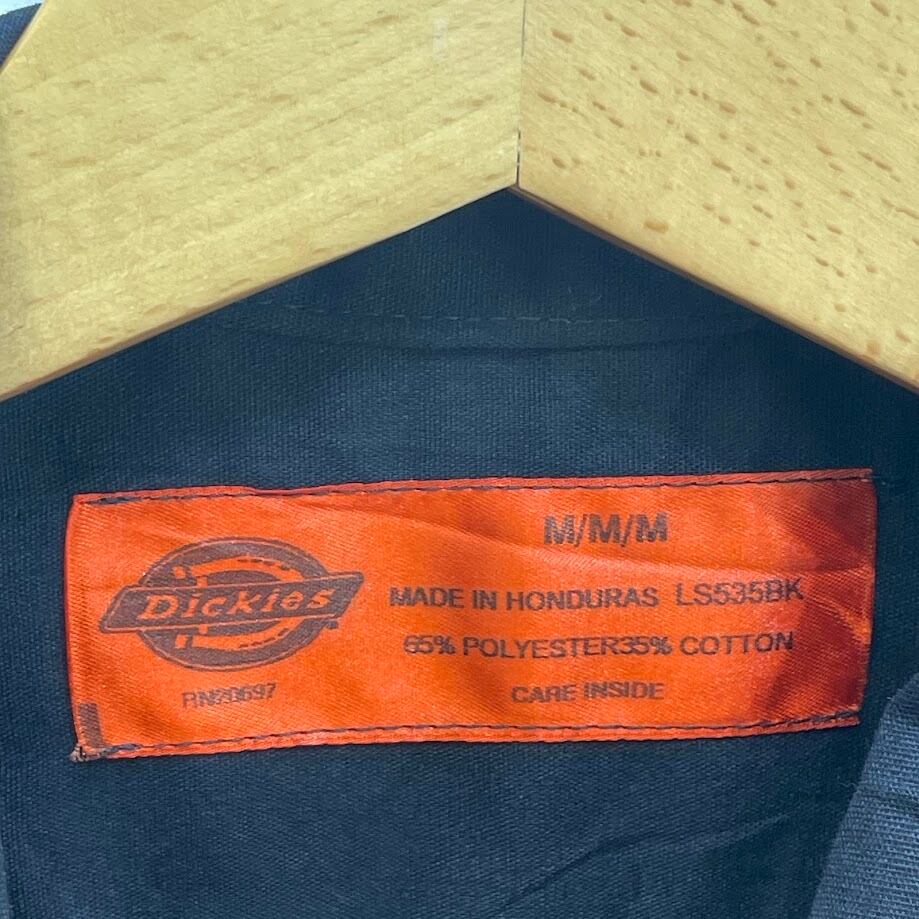 M/M/M
Dickies
MADE IN HONDURAS LS535BK
65% POLYESTER35% COTTON
RN20697
CARE INSIDE